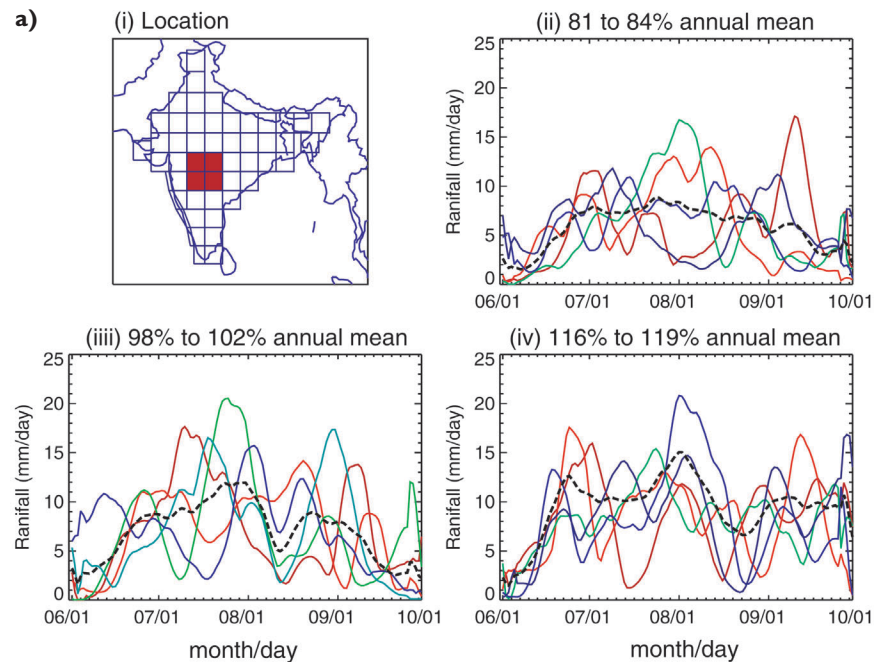 a)
(i) Location
(ii) 81 to 84% annual mean
Ranifall (mm/day)
25
20
15
10
5
0
06/01 07/01 08/01 09/01 10/01
(iiii) 98% to 102% annual mean
Ranifall (mm/day)
25
20
15
10
5
0
06/01 07/01 08/01 09/01 10/01
month/day
(iv) 116% to 119% annual mean
Ranifall (mm/day)
25
20
15
10
5
0
06/01 07/01 08/01 09/01 10/01
month/day